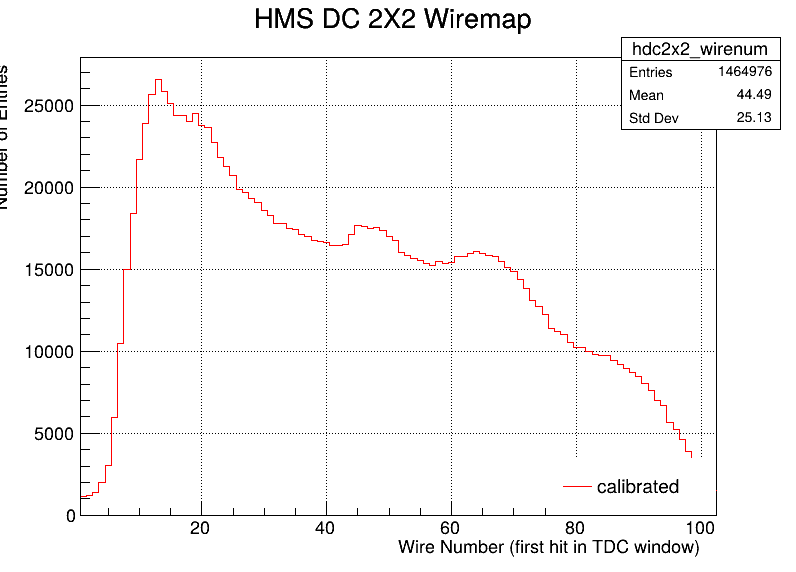 HMS DC 2X2 Wiremap
hdc2x2_wirenum
Entries 1464976
Mean 44.49
Std Dev 25.13
Number of Entries
25000
20000
15000
10000
5000
0
20 40 60 80 100
calibrated
Wire Number (first hit in TDC window)